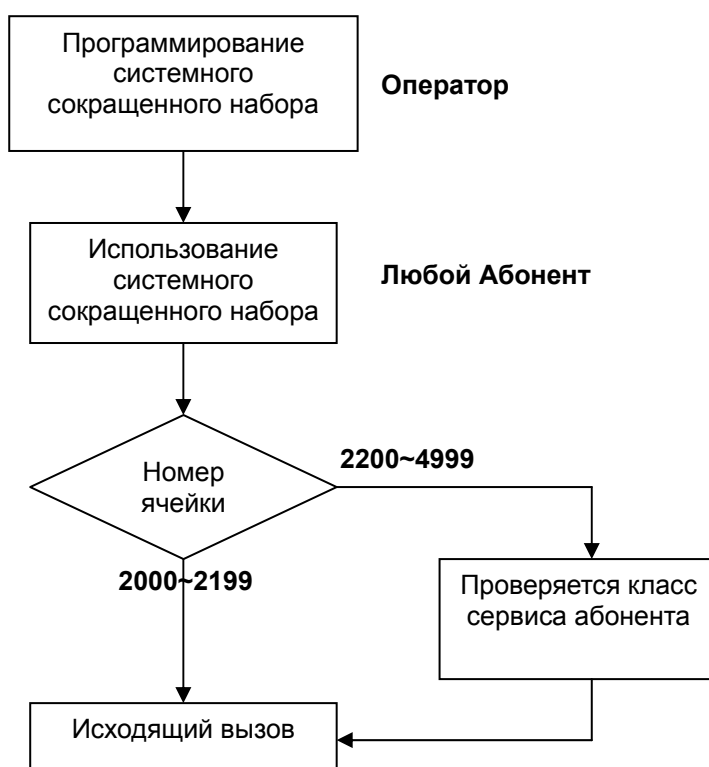 Программирование
системного
сокращенного набора
Оператор
Использование
системного
сокращенного набора
Любой Абонент
Номер
ячейки
2200~4999
2000~2199
Проверяется класс
сервиса абонента
Исходящий вызов